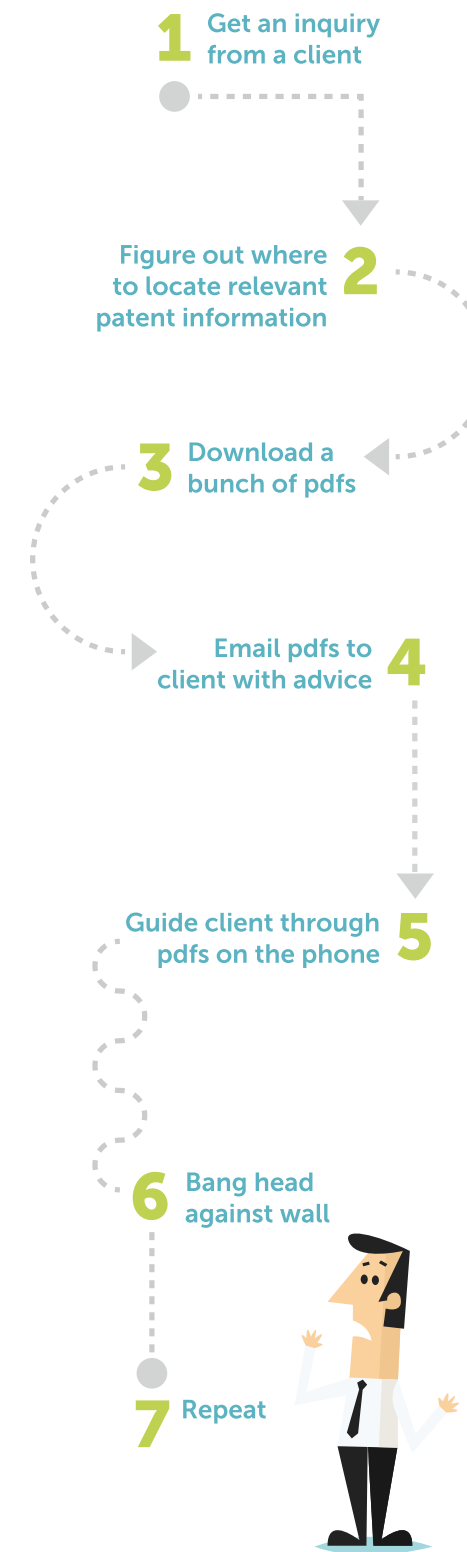 1 Get an inquiry
from a client
Figure out where 2
to locate relevant
patent information
3 Download a
bunch of pdfs
Email pdfs to 4
client with advice
Guide client through 5
pdfs on the phone
6 Bang head
against wall
7 Repeat